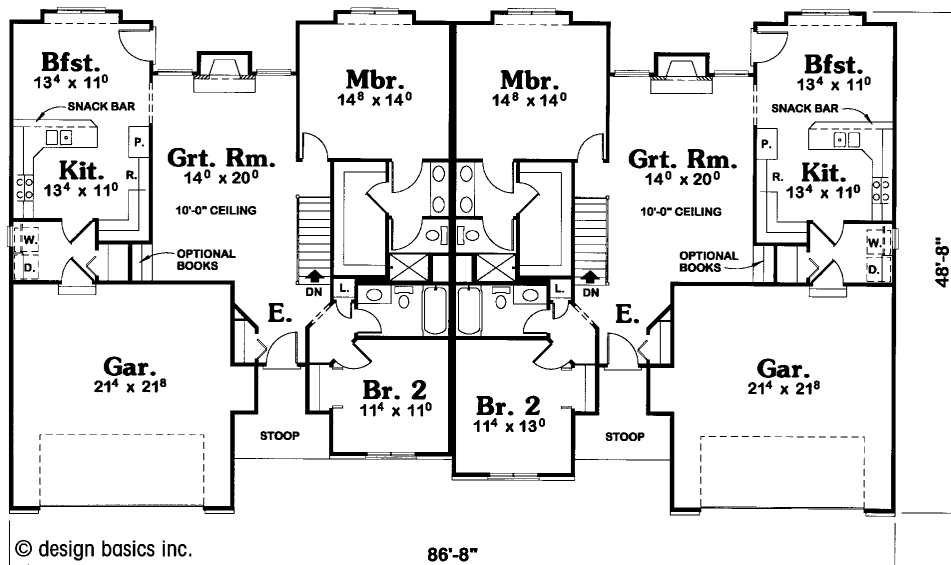 Bfst.
13⁴ x 11⁰
SNACK BAR
Kit.
13⁴ x 11⁰
P.
R.
W.
D.
Grt. Rm.
14⁰ x 20⁰
10'-0" CEILING
OPTIONAL
BOOKS
Mbr.
14⁸ x 14⁰
DN
L.
E.
Gar.
21⁴ x 21⁸
STOOP
Br. 2
11⁴ x 11⁰
Mbr.
14⁸ x 14⁰
Grt. Rm.
14⁰ x 20⁰
10'-0" CEILING
OPTIONAL
BOOKS
Bfst.
13⁴ x 11⁰
SNACK BAR
Kit.
13⁴ x 11⁰
P.
R.
W.
D.
DN
L.
E.
Br. 2
11⁴ x 13⁰
STOOP
Gar.
21⁴ x 21⁸
48'-8"
86'-8"
© design basics inc.